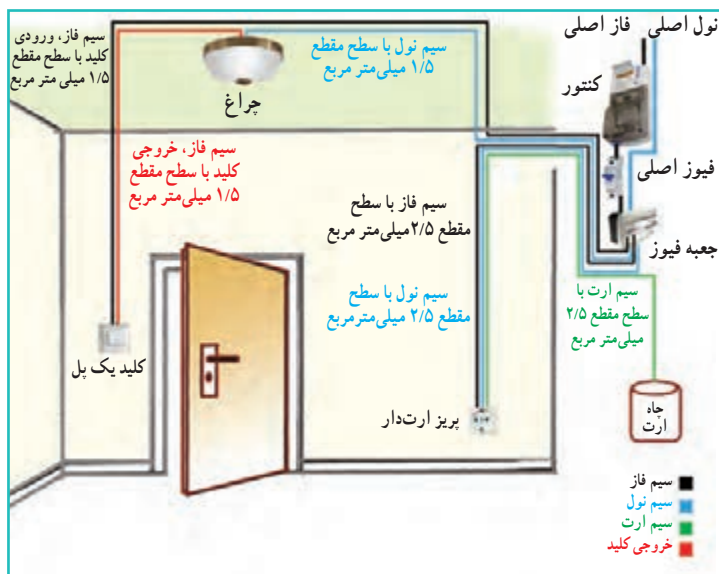 نول اصلی
فاز اصلی
کنتور
فیوز اصلی
جعبه فیوز
سیم نول با سطح مقطع
۱/۵ میلی‌متر مربع
چراغ
سیم فاز، ورودی
کلید با سطح مقطع
۱/۵ میلی متر مربع
سیم فاز، خروجی
کلید با سطح مقطع
۱/۵ میلی‌متر مربع
سیم فاز با سطح
مقطع ۲/۵ میلی‌متر مربع
سیم نول با سطح
مقطع ۲/۵ میلی‌مترمربع
سیم ارت با
سطح مقطع ۲/۵
میلی‌متر مربع
کلید یک پل
پریز ارت‌دار
چاه
ارت
سیم فاز
سیم نول
سیم ارت
خروجی کلید